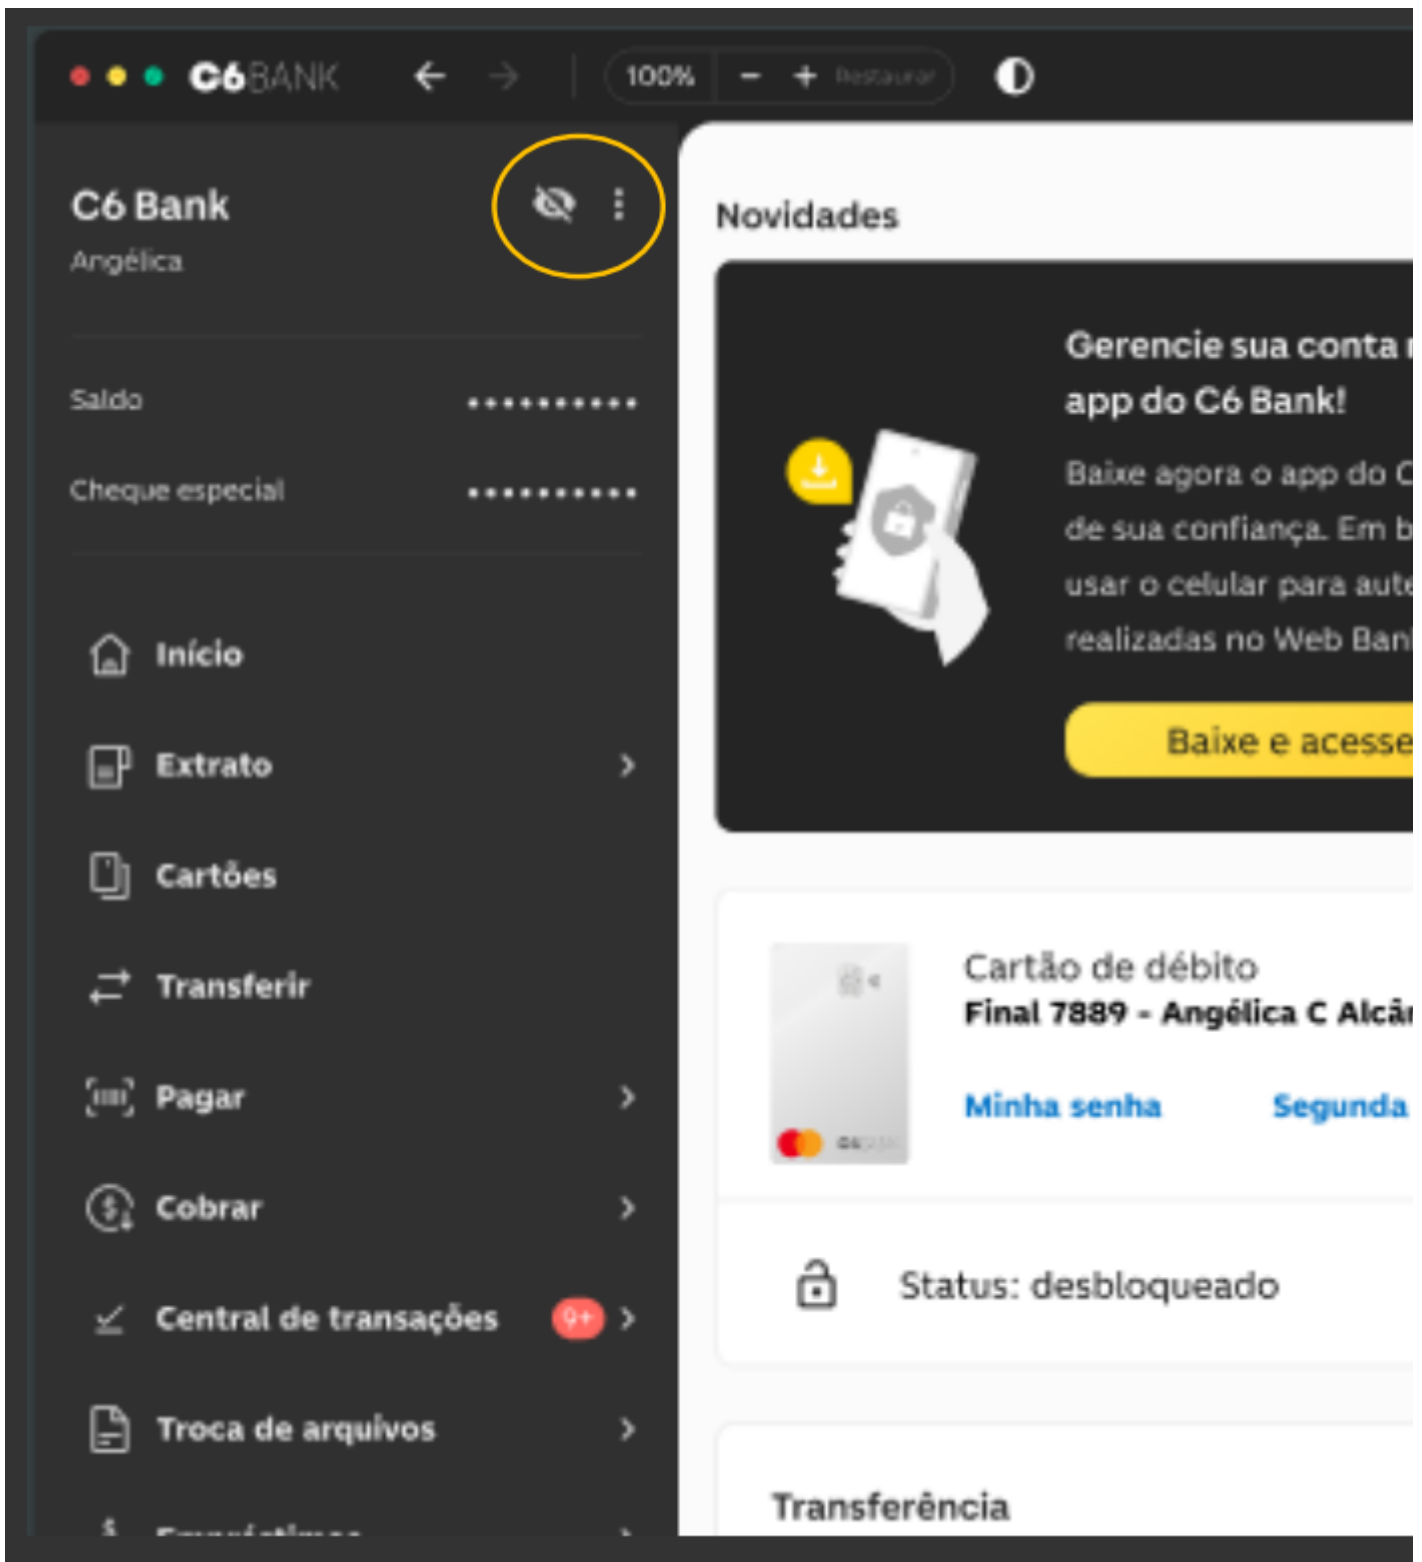 C6BANK
100% - + Restaurar
C6 Bank
Angélica
Saldo ••••••••••
Cheque especial ••••••••••
Início
Extrato
Cartões
Transferir
Pagar
Cobrar
Central de transações 9+
Troca de arquivos
Novidades
Gerencie sua conta
app do C6 Bank!
Baixe agora o app do
de sua confiança. Em
usar o celular para
realizadas no Web
Baixe e acesse
Cartão de débito
Final 7889 - Angélica C
Minha senha Segunda
Status: desbloqueado
Transferência